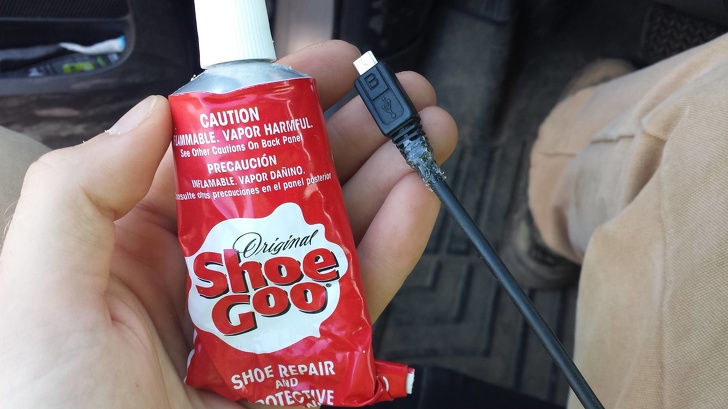 CAUTION
FLAMMABLE. VAPOR HARMFUL
See Other Cautions On Back Panel
PRECAUCIÓN
INFLAMABLE. VAPOR DAÑINO.
otras precauciones en el panel posterior
Original
Shoe
Goo®
SHOE REPAIR
AND
B